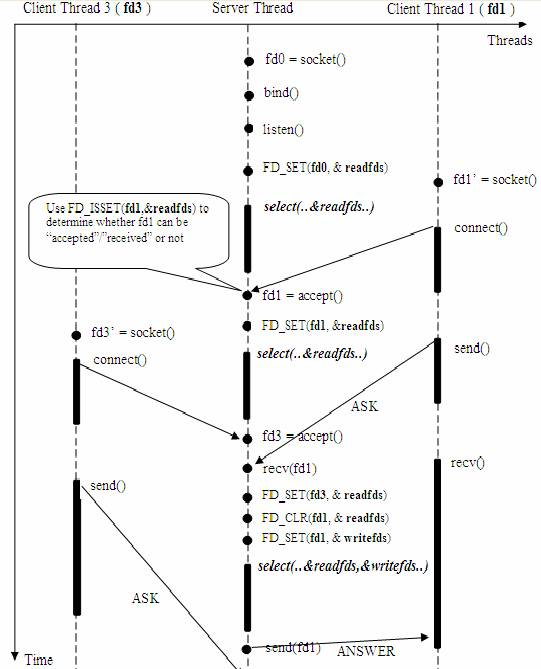 Client Thread 3 ( fd3)
Server Thread
Client Thread 1 ( fd1 )
Threads
fd0 = socket()
bind()
listen()
FD_SET(fd0, & readfds)
fd1’ = socket()
Use FD_ISSET(fd1,&readfds) to
determine whether fd1 can be
“accepted”/”received” or not
select(..&readfds..)
connect()
fd1 = accept()
FD_SET(fd1, &readfds)
fd3’ = socket()
select(..&readfds..)
send()
connect()
ASK
fd3 = accept()
recv(fd1)
recv()
send()
FD_SET(fd3, & readfds)
FD_CLR(fd1, & readfds)
FD_SET(fd1, & writefds)
select(..&readfds,&writefds..)
ASK
send(fd1)
ANSWER
Time